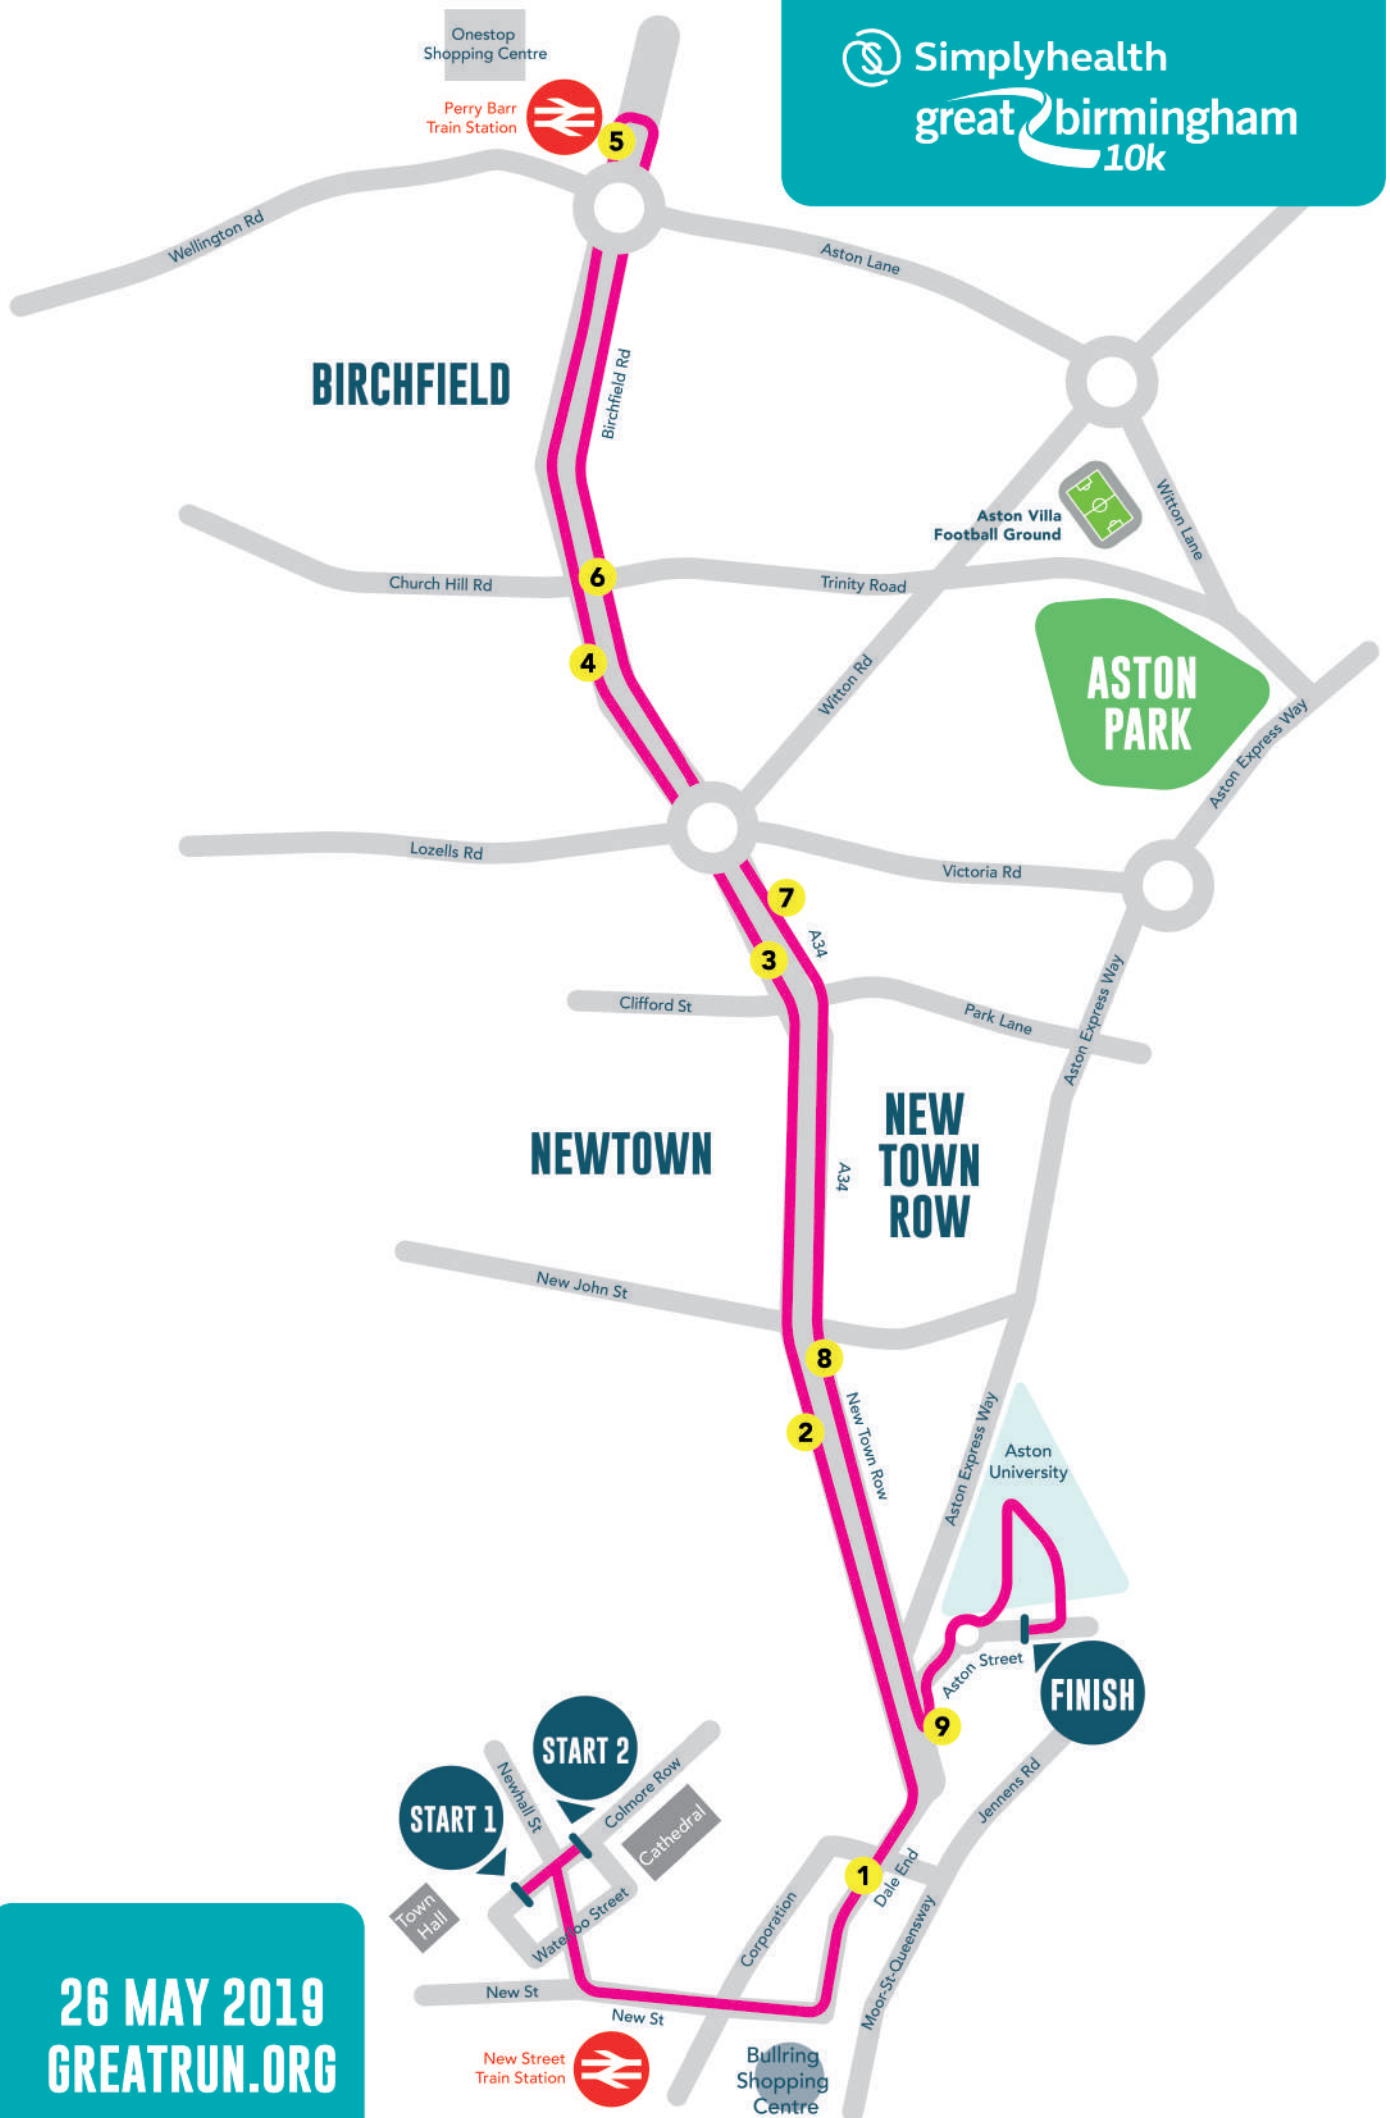 Onestop
Shopping Centre
Simplyhealth
great birmingham
10k
Perry Barr
Train Station
5
Wellington Rd
Aston Lane
BIRCHFIELD
Birchfield Rd
Aston Villa
Football Ground
Witton Lane
Church Hill Rd
6
Trinity Road
4
Witton Rd
ASTON
PARK
Aston Express Way
Lozells Rd
Victoria Rd
7
A34
3
Clifford St
Park Lane
Aston Express Way
NEWTOWN
NEW
TOWN
ROW
A34
New John St
8
2
New Town Row
Aston Express Way
Aston
University
Aston Street
FINISH
9
START 2
START 1
Newhall St
Colmore Row
Cathedral
Town
Hall
Waterloo Street
Jennens Rd
1
Dale End
Corporation
Moor-St-Queensway
New St
New St
New Street
Train Station
Bullring
Shopping
Centre
26 MAY 2019
GREATRUN.ORG